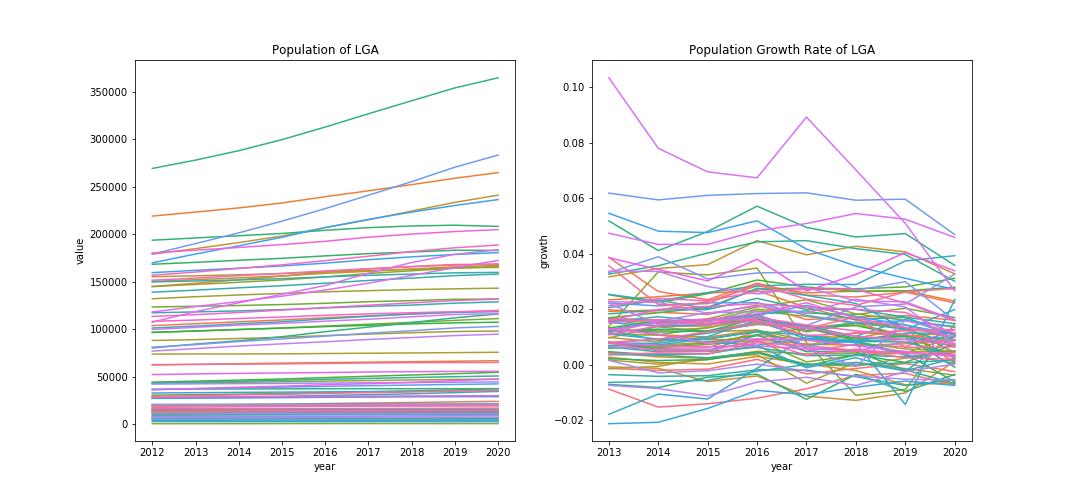 Population of LGA
350000
300000
250000
200000
150000
100000
50000
0
value
2012 2013 2014 2015 2016 2017 2018 2019 2020
year
Population Growth Rate of LGA
0.10
0.08
0.06
0.04
0.02
0.00
−0.02
growth
2013 2014 2015 2016 2017 2018 2019 2020
year